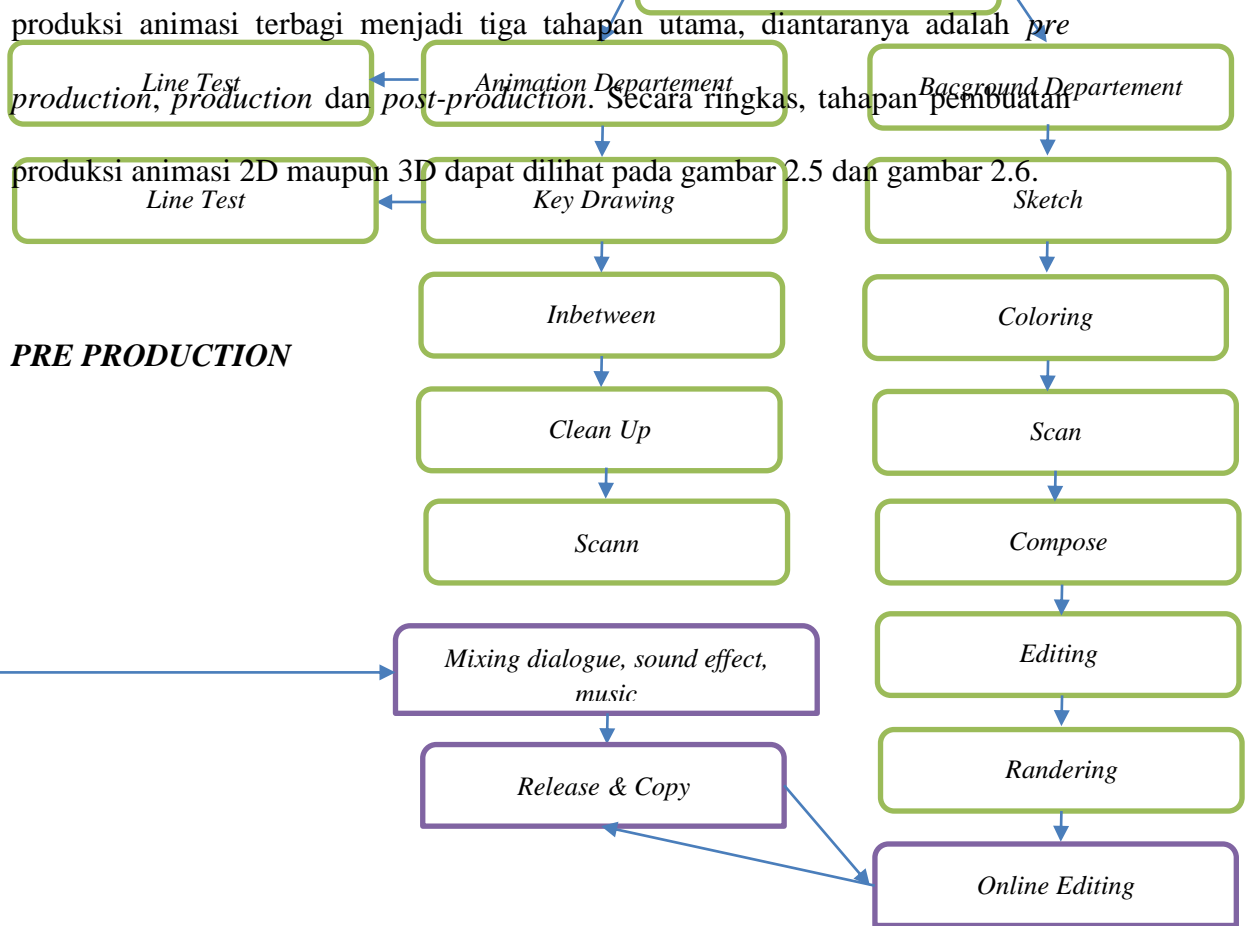 produksi animasi terbagi menjadi tiga tahapan utama, diantaranya adalah pre
production, production dan post-production. Secara ringkas, tahapan pembuatan
produksi animasi 2D maupun 3D dapat dilihat pada gambar 2.5 dan gambar 2.6.
Line Test
Animation Departement
Bacground Departement
Line Test
Key Drawing
Sketch
Inbetween
Coloring
PRE PRODUCTION
Clean Up
Scan
Scann
Compose
Mixing dialogue, sound effect,
music
Editing
Release & Copy
Randering
Online Editing